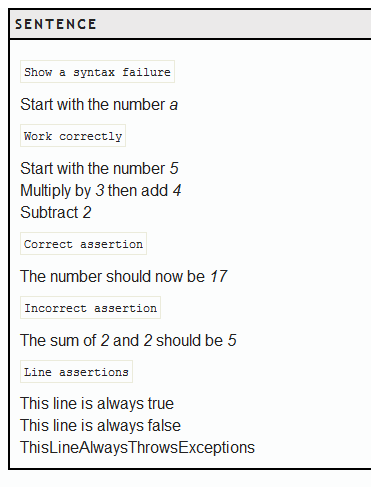 SENTENCE
Show a syntax failure
Start with the number a
Work correctly
Start with the number 5
Multiply by 3 then add 4
Subtract 2
Correct assertion
The number should now be 17
Incorrect assertion
The sum of 2 and 2 should be 5
Line assertions
This line is always true
This line is always false
ThisLineAlwaysThrowsExceptions